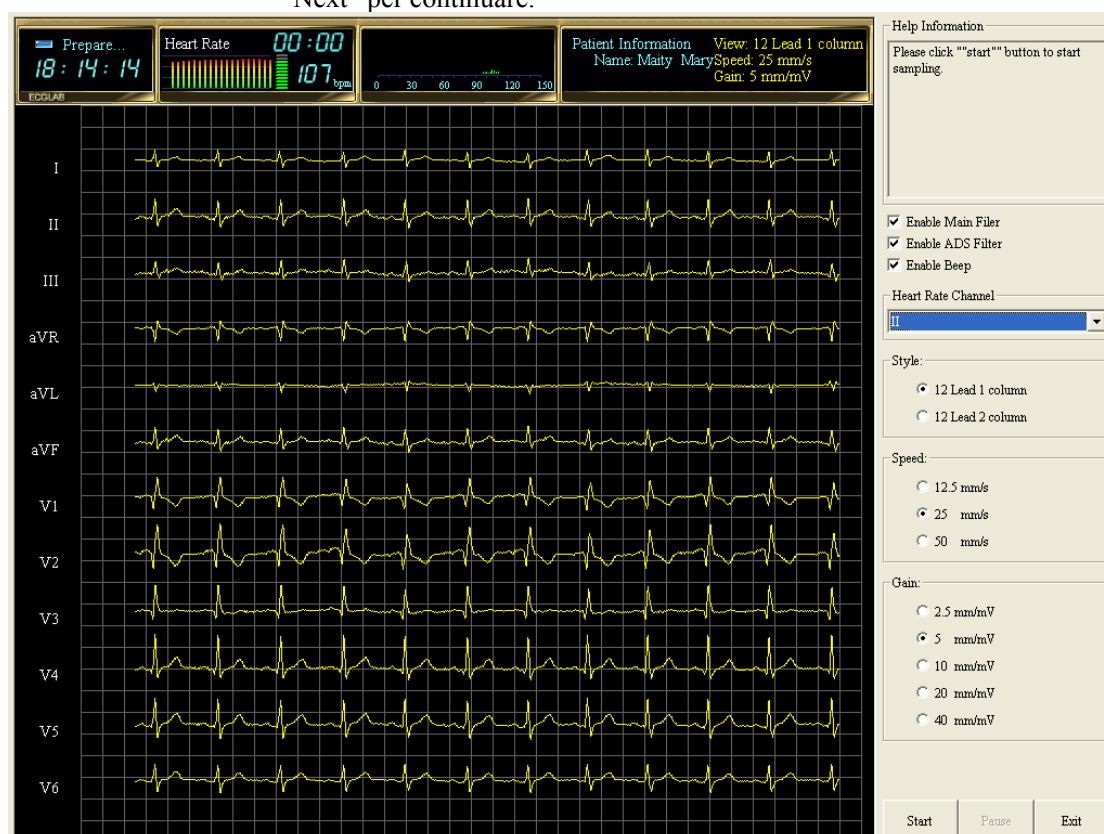 Next" per continuare.
Prepare...
18:14:14
ECGLAB
Heart Rate 00:00
107 bpm
0 30 60 90 120 150
Patient Information View: 12 Lead 1 column
Name: Maity Mary Speed: 25 mm/s
Gain: 5 mm/mV
I
II
III
aVR
aVL
aVF
V1
V2
V3
V4
V5
V6
Help Information
Please click ""start"" button to start
sampling.
Enable Main Filer
Enable ADS Filter
Enable Beep
Heart Rate Channel
II
Style:
12 Lead 1 column
12 Lead 2 column
Speed:
12.5 mm/s
25 mm/s
50 mm/s
Gain:
2.5 mm/mV
5 mm/mV
10 mm/mV
20 mm/mV
40 mm/mV
Start Pause Exit